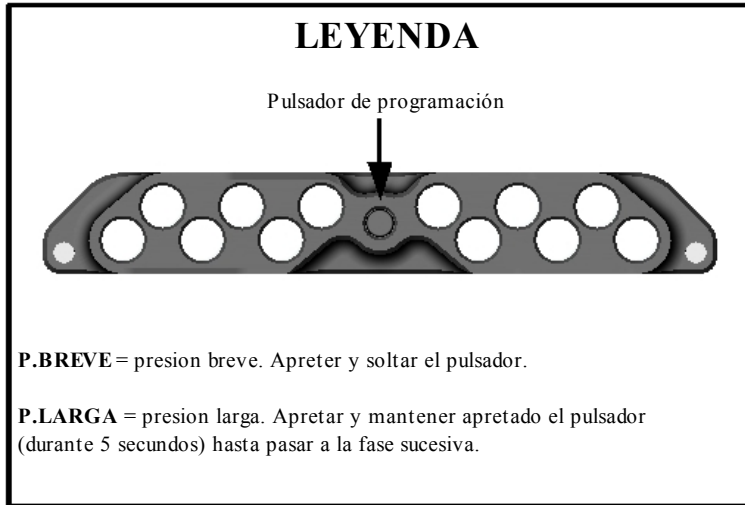 LEYENDA
Pulsador de programación
P.BREVE = presion breve. Apreter y soltar el pulsador.
P.LARGA = presion larga. Apretar y mantener apretado el pulsador
(durante 5 secundos) hasta pasar a la fase sucesiva.